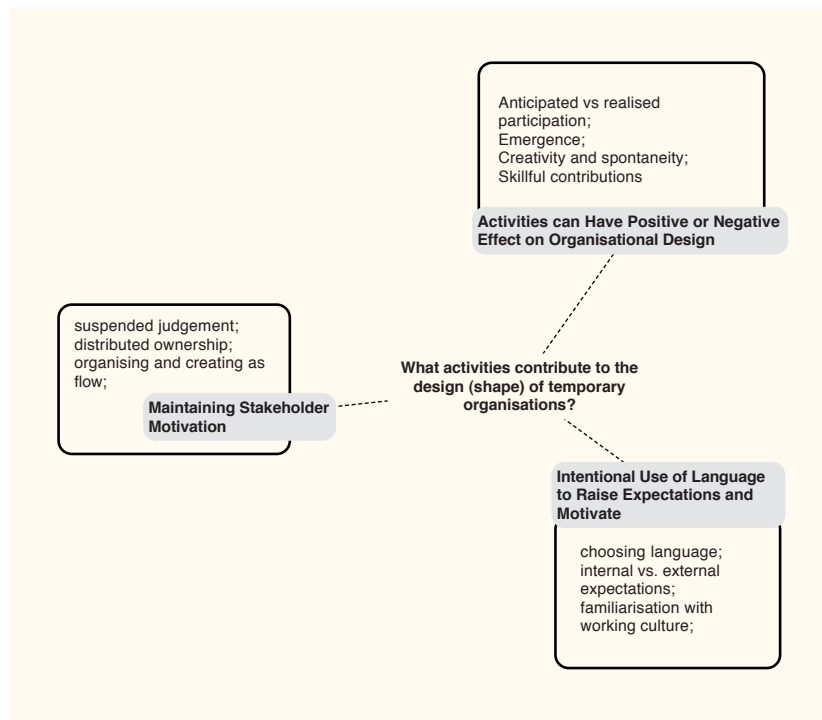 Anticipated vs realised
participation;
Emergence;
Creativity and spontaneity;
Skillful contributions
Activities can Have Positive or Negative
Effect on Organisational Design
suspended judgement;
distributed ownership;
organising and creating as
flow;
Maintaining Stakeholder
Motivation
What activities contribute to the
design (shape) of temporary
organisations?
Intentional Use of Language
to Raise Expectations and
Motivate
choosing language;
internal vs. external
expectations;
familiarisation with
working culture;